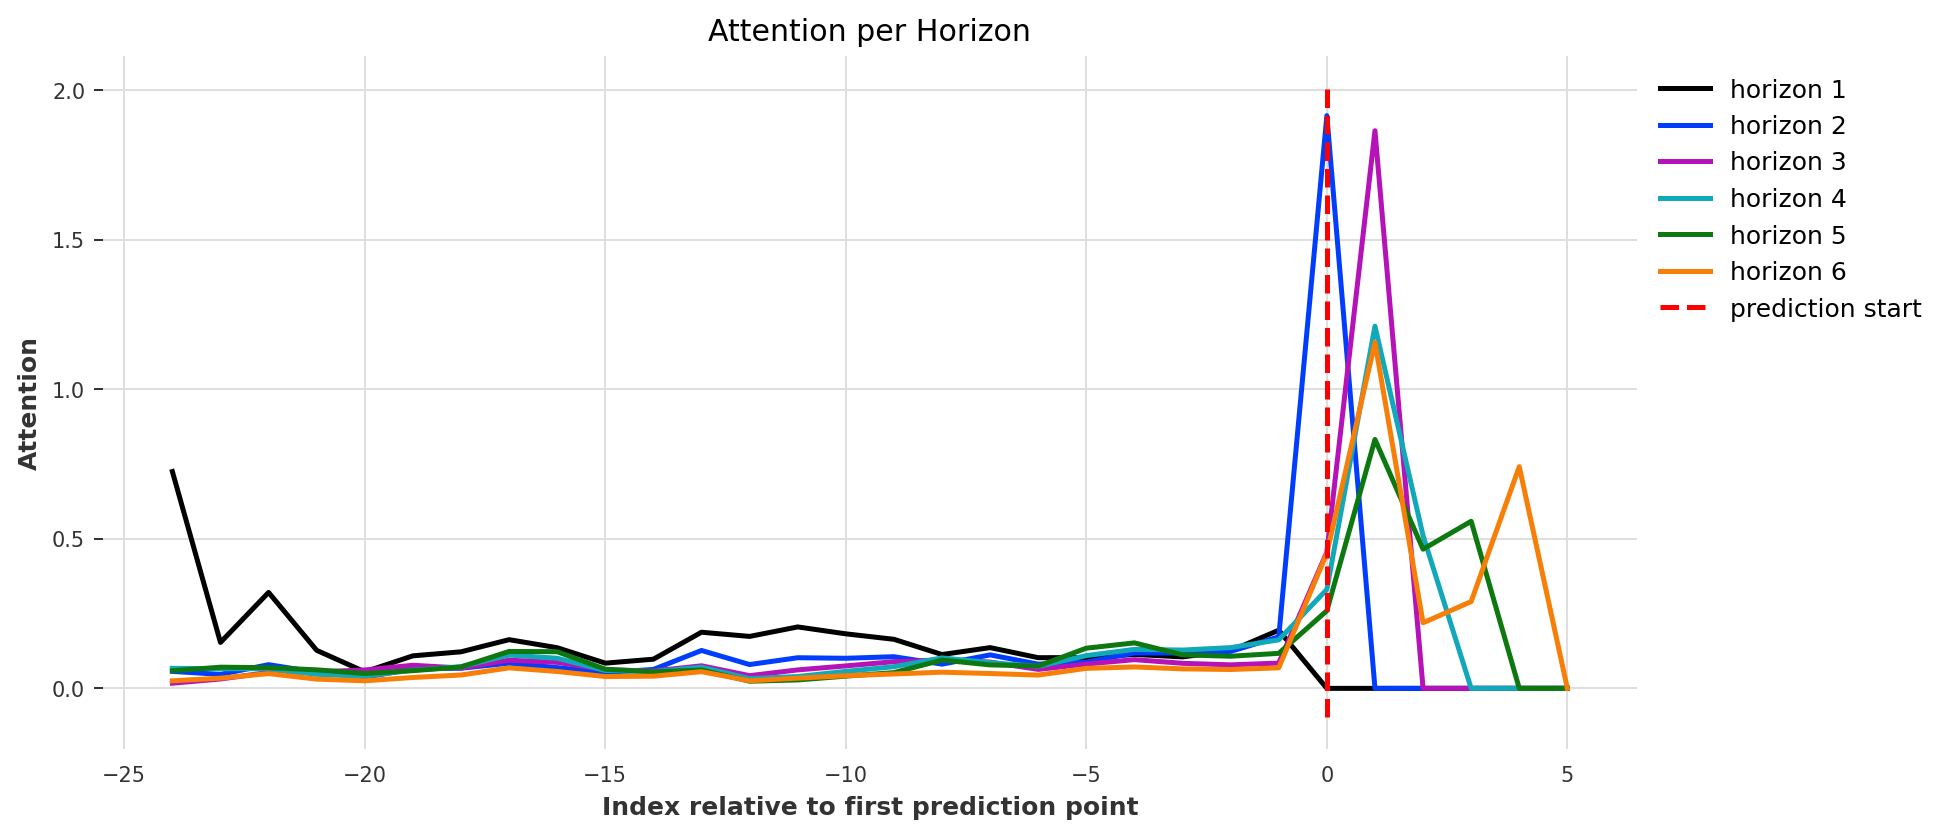 Attention per Horizon
2.0
1.5
1.0
0.5
0.0
Attention
−25
−20
−15
−10
−5
0
5
Index relative to first prediction point
horizon 1
horizon 2
horizon 3
horizon 4
horizon 5
horizon 6
prediction start